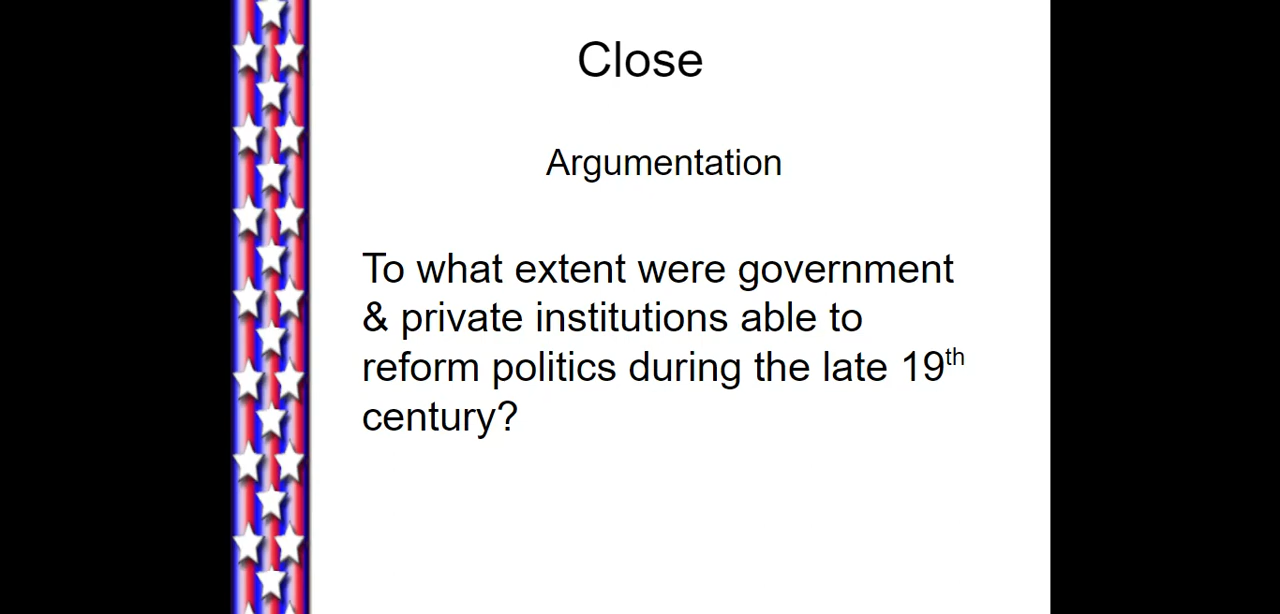 Close
Argumentation
To what extent were government
& private institutions able to
reform politics during the late 19th
century?